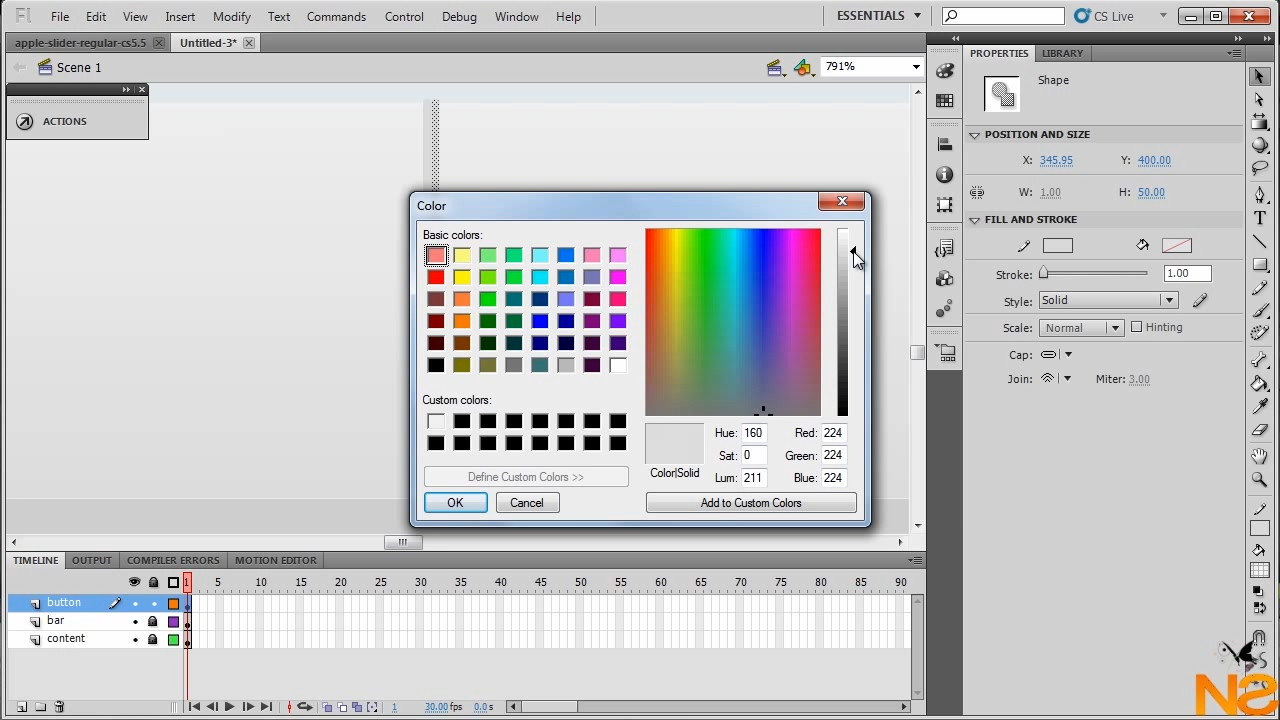 Fl File Edit View Insert Modify Text Commands Control Debug Window Help ESSENTIALS CS Live
apple-slider-regular-cs5.5 Untitled-3*
Scene 1 791%
ACTIONS
PROPERTIES LIBRARY
Shape
POSITION AND SIZE
X: 345.95 Y: 400.00
W: 1.00 H: 50.00
FILL AND STROKE
Stroke: 1.00
Style: Solid
Scale: Normal Hinting
Cap:
Join: Miter: 3.00
Color
Basic colors:
Custom colors:
Define Custom Colors >>
OK Cancel
Color|Solid
Hue: 160 Red: 224
Sat: 0 Green: 224
Lum: 211 Blue: 224
Add to Custom Colors
TIMELINE OUTPUT COMPILER ERRORS MOTION EDITOR
1 5 10 15 20 25 30 35 40 45 50 55 60 65 70 75 80 85 90
button
bar
content
1 30.00 fps 0.0 s
NS